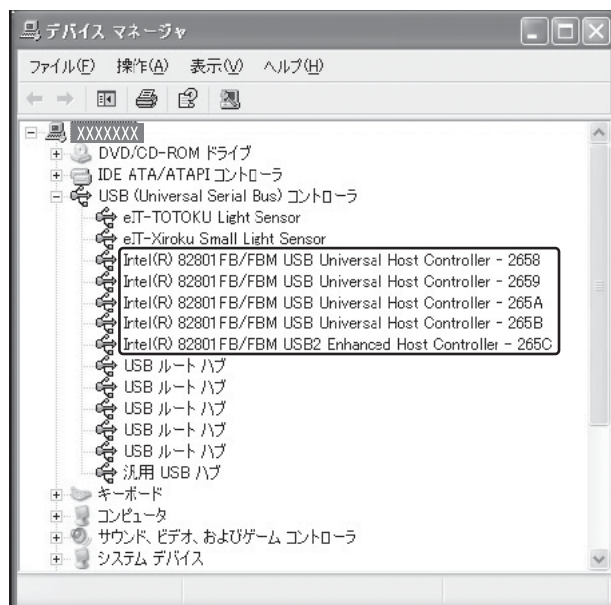 デバイス マネージャ
ファイル(F) 操作(A) 表示(V) ヘルプ(H)
XXXXXXX
DVD/CD-ROM ドライブ
IDE ATA/ATAPI コントローラ
USB (Universal Serial Bus) コントローラ
eIT-TOTOKU Light Sensor
eIT-Xiroku Small Light Sensor
Intel(R) 82801FB/FBM USB Universal Host Controller - 2658
Intel(R) 82801FB/FBM USB Universal Host Controller - 2659
Intel(R) 82801FB/FBM USB Universal Host Controller - 265A
Intel(R) 82801FB/FBM USB Universal Host Controller - 265B
Intel(R) 82801FB/FBM USB2 Enhanced Host Controller - 265C
USB ルート ハブ
USB ルート ハブ
USB ルート ハブ
USB ルート ハブ
USB ルート ハブ
汎用 USB ハブ
キーボード
コンピュータ
サウンド、ビデオ、およびゲーム コントローラ
システム デバイス